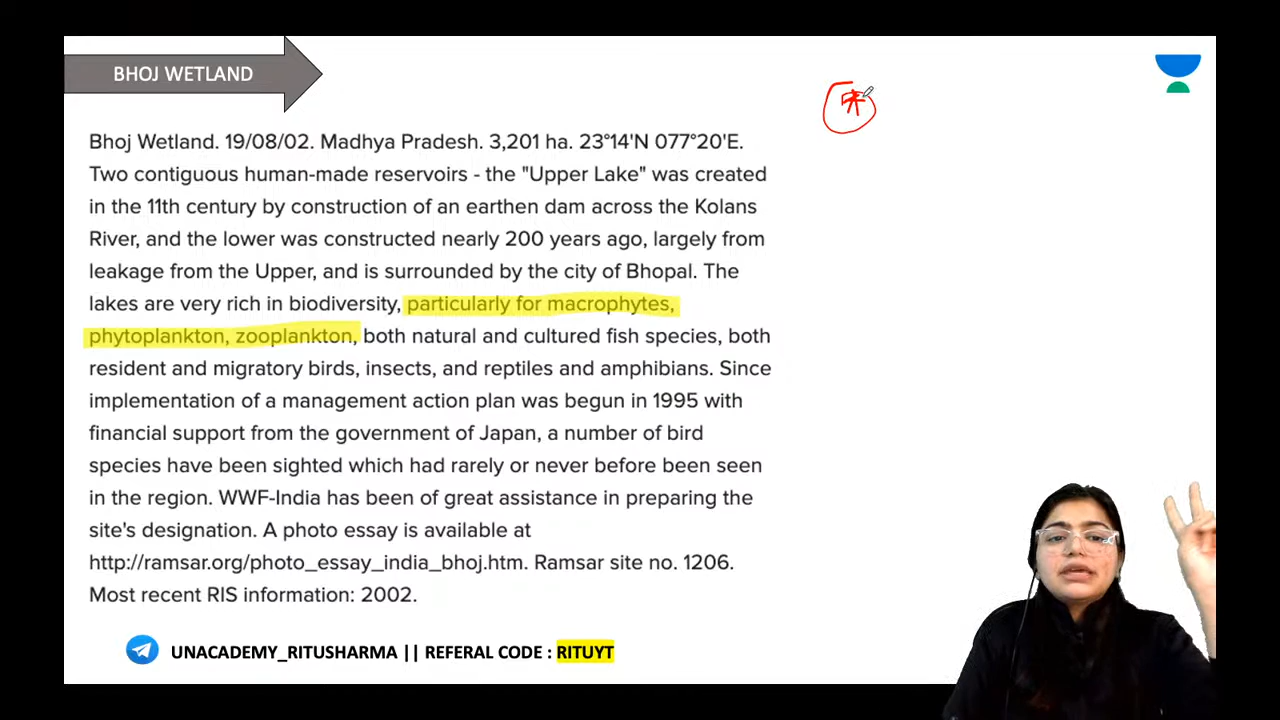 BHOJ WETLAND
Bhoj Wetland. 19/08/02. Madhya Pradesh. 3,201 ha. 23°14'N 077°20'E.
Two contiguous human-made reservoirs - the "Upper Lake" was created
in the 11th century by construction of an earthen dam across the Kolans
River, and the lower was constructed nearly 200 years ago, largely from
leakage from the Upper, and is surrounded by the city of Bhopal. The
lakes are very rich in biodiversity, particularly for macrophytes,
phytoplankton, zooplankton, both natural and cultured fish species, both
resident and migratory birds, insects, and reptiles and amphibians. Since
implementation of a management action plan was begun in 1995 with
financial support from the government of Japan, a number of bird
species have been sighted which had rarely or never before been seen
in the region. WWF-India has been of great assistance in preparing the
site's designation. A photo essay is available at
http://ramsar.org/photo_essay_india_bhoj.htm. Ramsar site no. 1206.
Most recent RIS information: 2002.
UNACADEMY_RITUSHARMA || REFERAL CODE : RITUYT